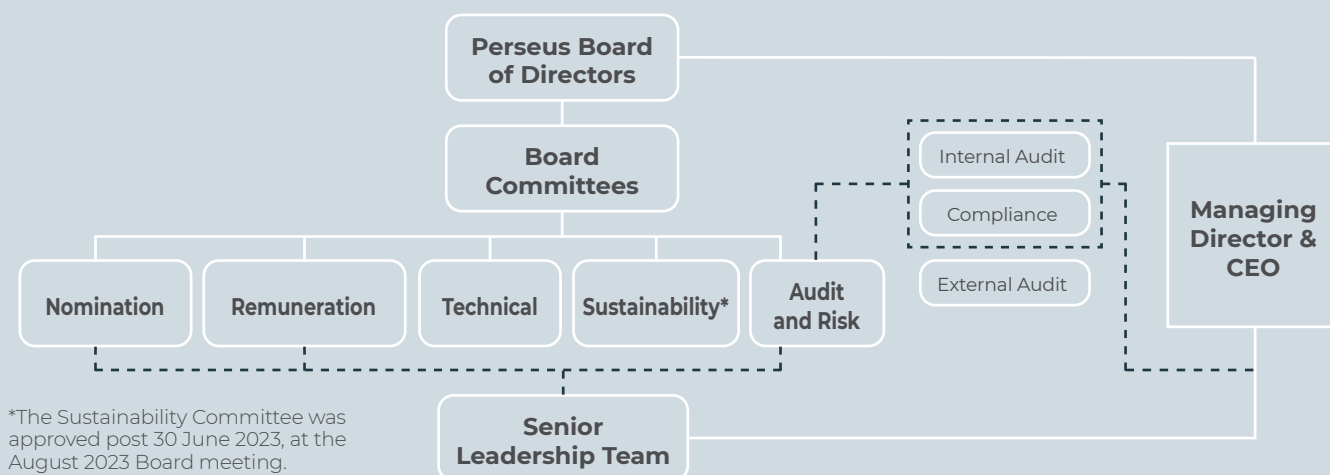 Perseus Board
of Directors
Board
Committees
Internal Audit
Compliance
External Audit
Managing
Director &
CEO
Nomination
Remuneration
Technical
Sustainability*
Audit
and Risk
*The Sustainability Committee was
approved post 30 June 2023, at the
August 2023 Board meeting.
Senior
Leadership Team